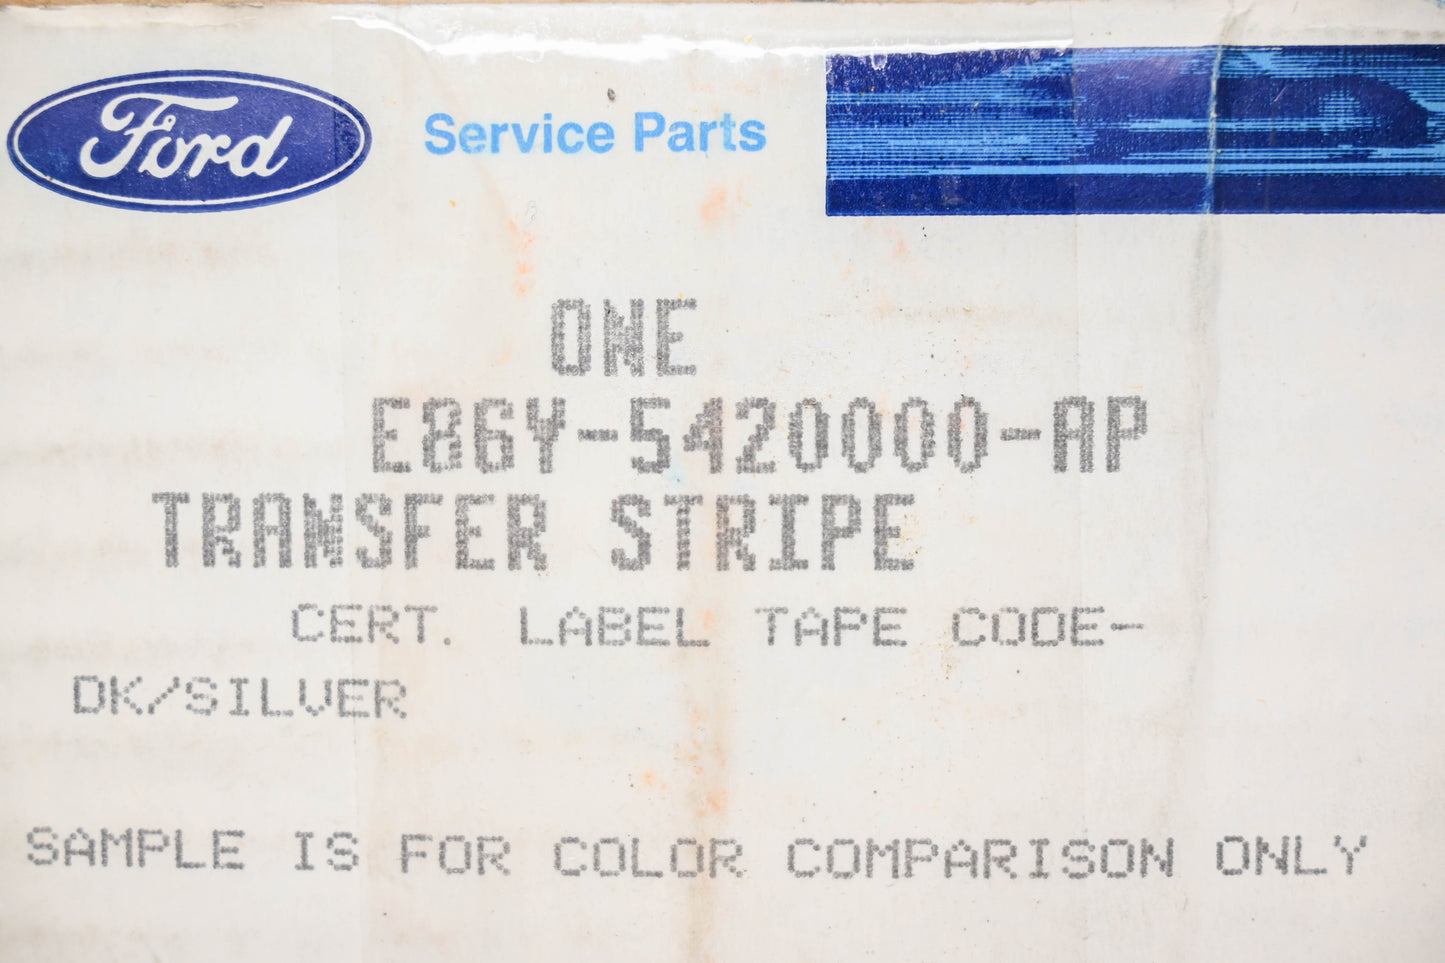 Ford
Service Parts
ONE
E86Y-5420000-AP
TRANSFER STRIPE
CERT. LABEL TAPE CODE-
DK/SILVER
SAMPLE IS FOR COLOR COMPARISON ONLY